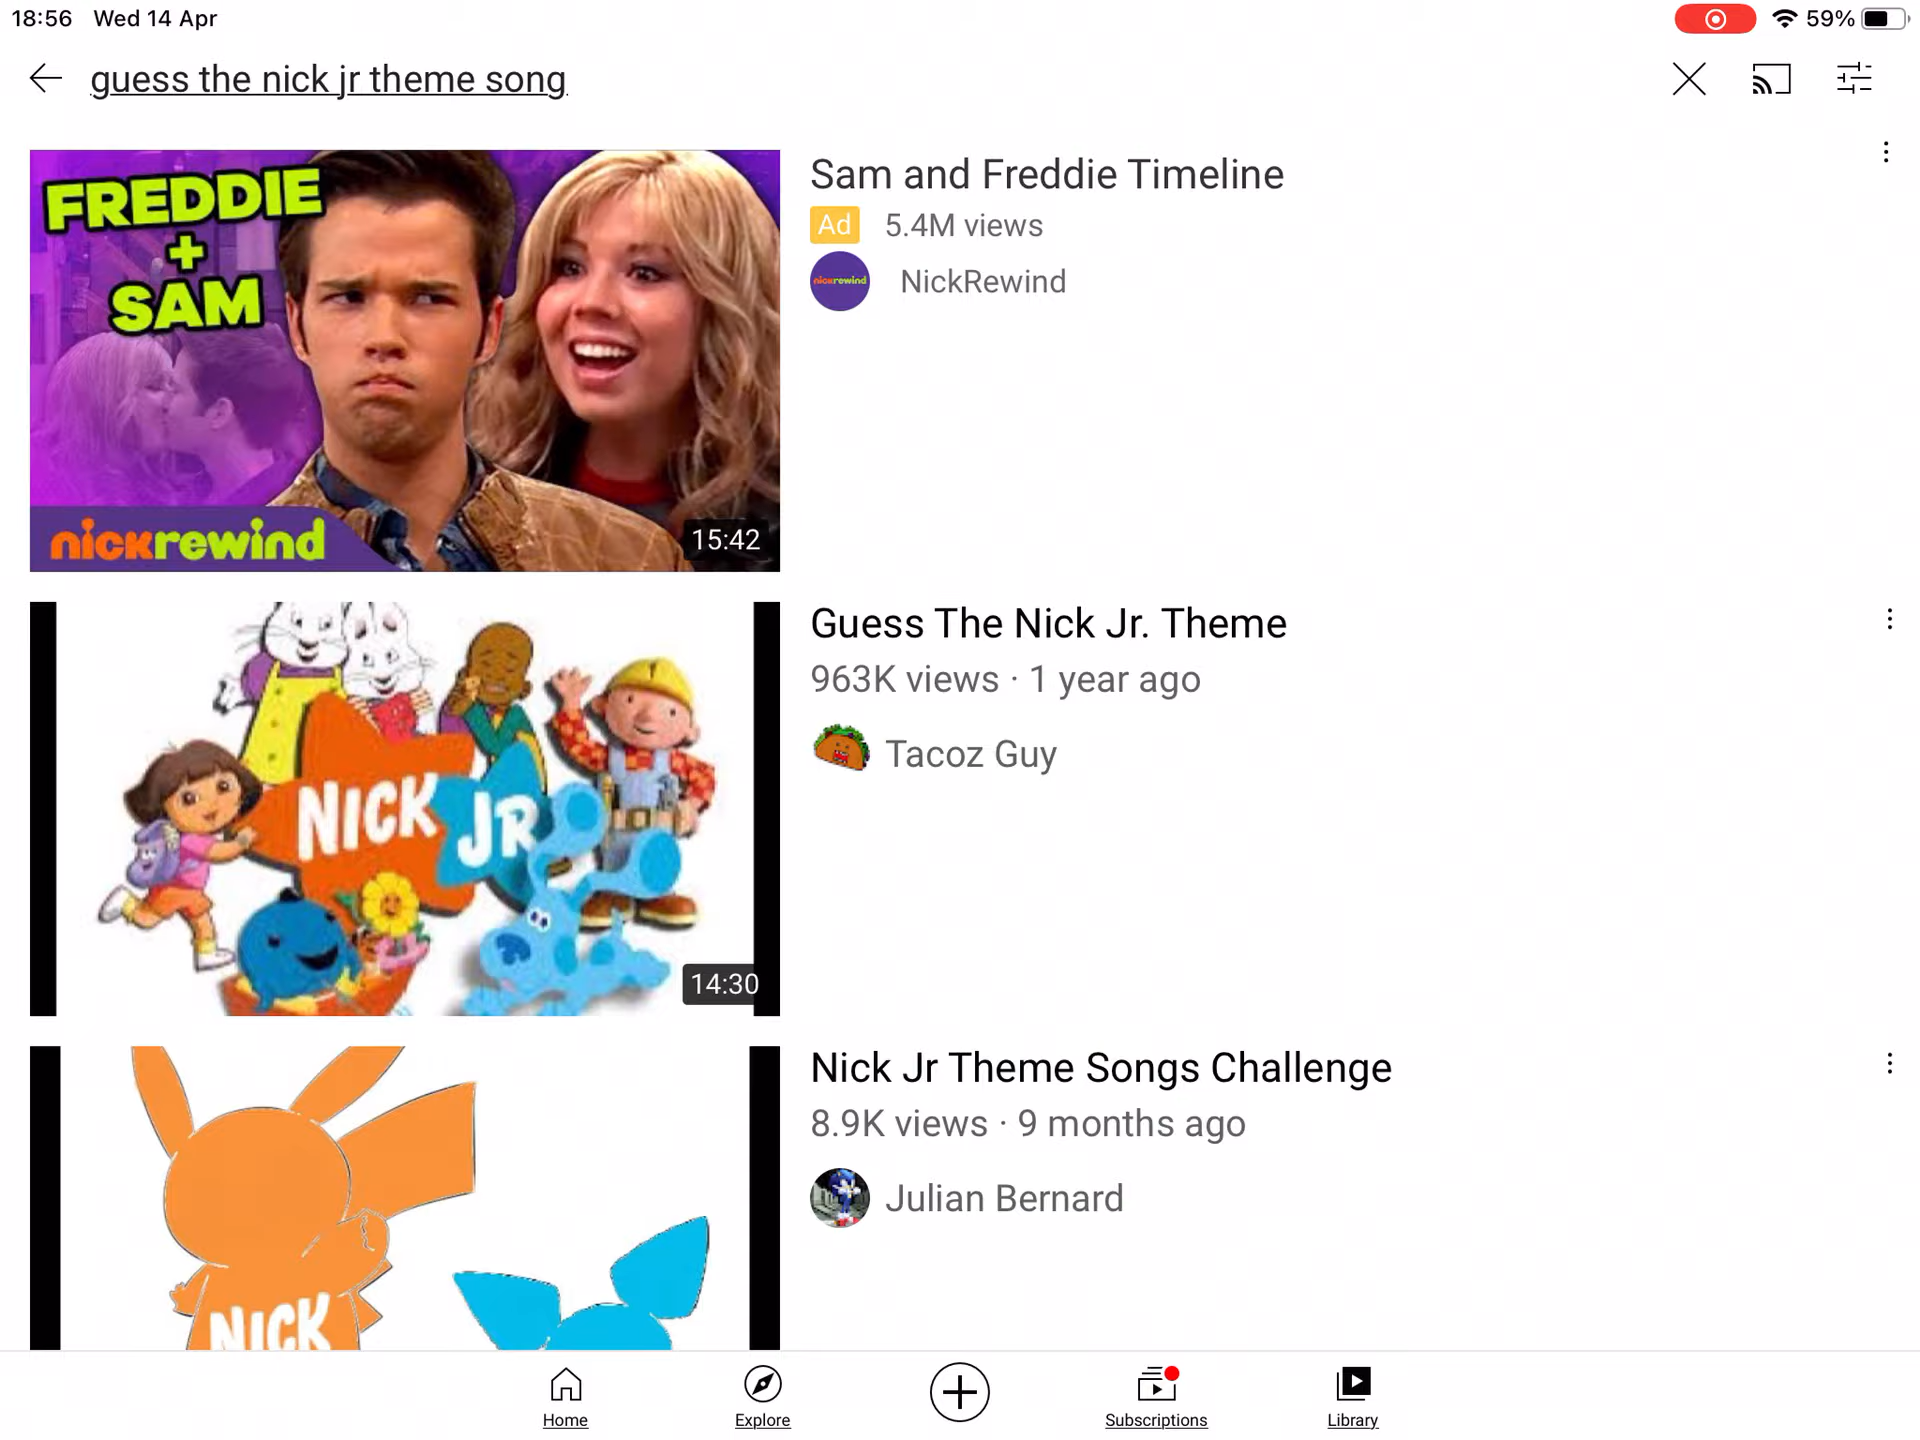 18:56 Wed 14 Apr
59%
guess the nick jr theme song
FREDDIE
+
SAM
nickrewind
15:42
Sam and Freddie Timeline
Ad 5.4M views
nickrewind NickRewind
NICK JR
14:30
Guess The Nick Jr. Theme
963K views · 1 year ago
Tacoz Guy
NICK
Nick Jr Theme Songs Challenge
8.9K views · 9 months ago
Julian Bernard
Home
Explore
Subscriptions
Library